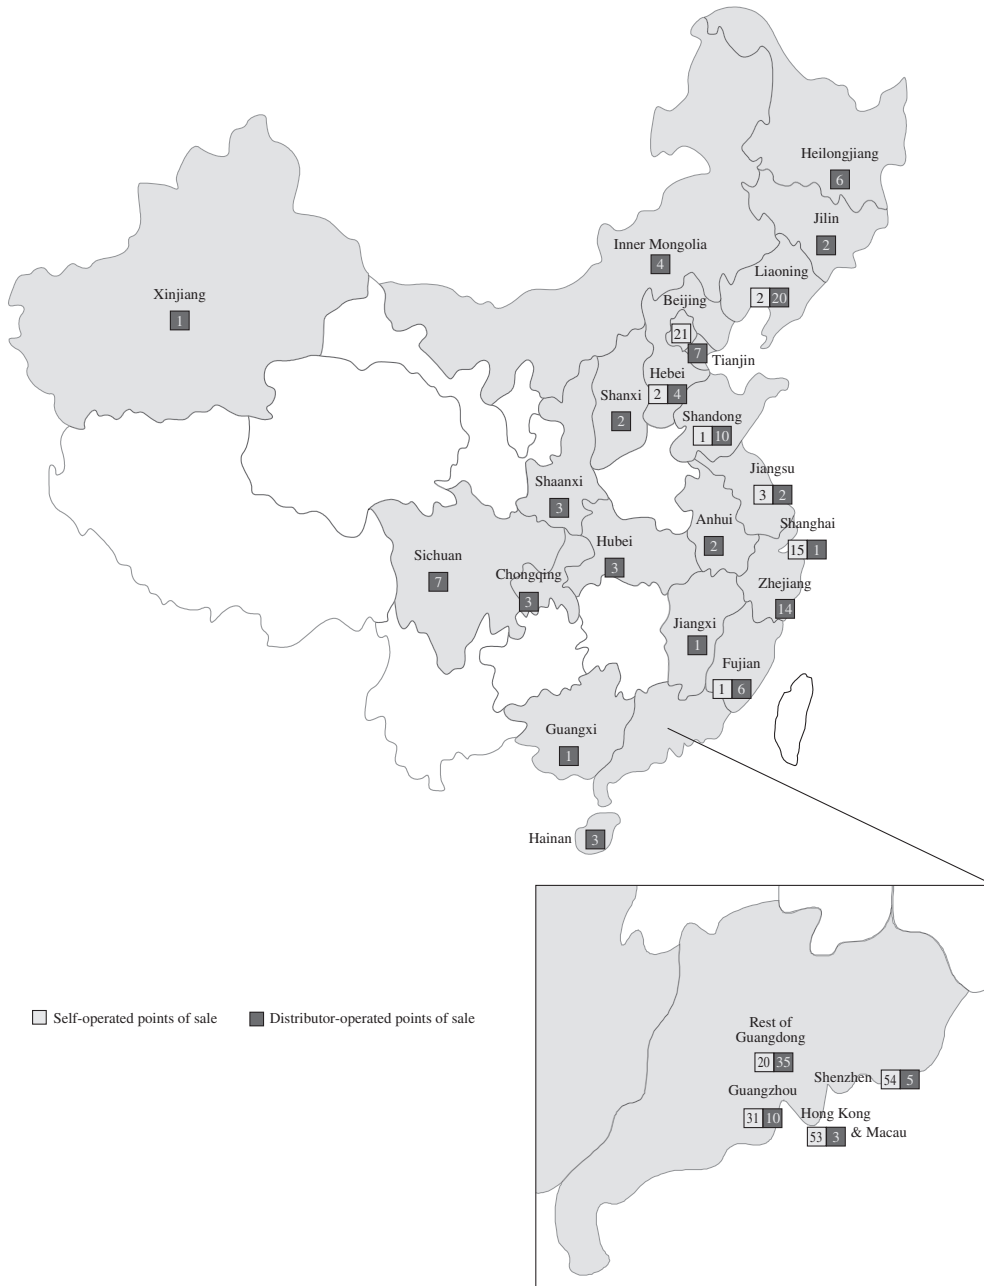 Heilongjiang
6
Jilin
2
Inner Mongolia
4
Liaoning
2 20
Xinjiang
1
Beijing
21
7
Tianjin
Hebei
2 4
Shanxi
2
Shandong
1 10
Jiangsu
3 2
Shaanxi
3
Anhui
2
Shanghai
15 1
Hubei
3
Sichuan
7
Chongqing
3
Zhejiang
14
Jiangxi
1
Fujian
1 6
Guangxi
1
Hainan
3
Self-operated points of sale
Distributor-operated points of sale
Rest of
Guangdong
20 35
Shenzhen
54 5
Guangzhou
31 10
Hong Kong
& Macau
53 3